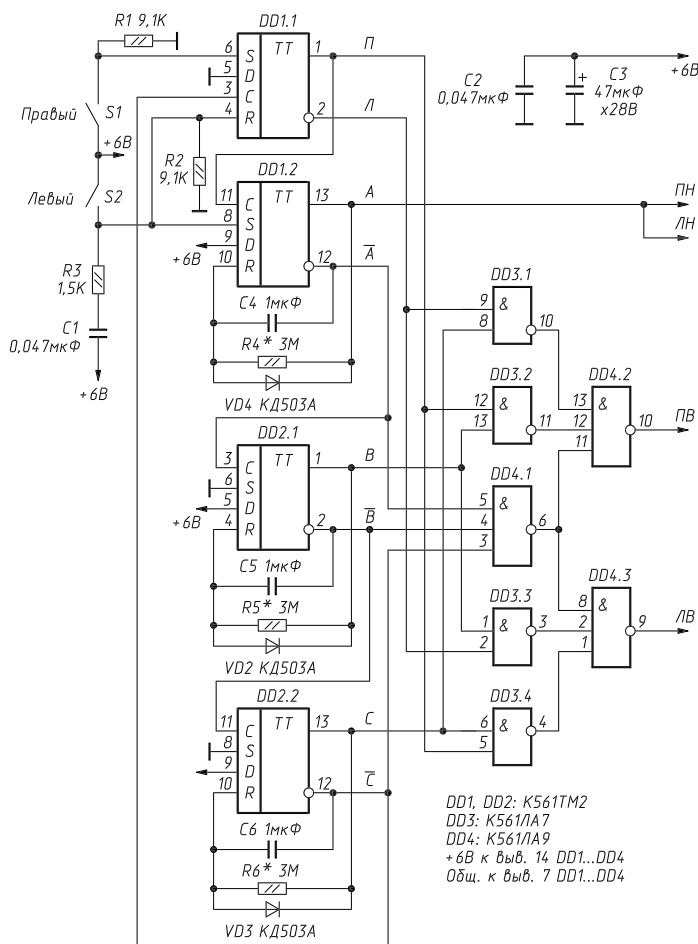 R1 9,1К
DD1.1
6 S ТТ 1 П
5 D
3 C
4 R 2 Л
C2
0,047мкФ
+
C3
47мкФ
х28В
+6В
Правый S1
+6В
Левый S2
R2
9,1К
DD1.2
11 C ТТ 13 A
8 S
9 D
10 R 12 A
+6В
ПН
ЛН
R3
1,5К
C1
0,047мкФ
+6В
C4 1мкФ
R4* 3М
VD4 КД503А
DD3.1
9 &
8 10
DD3.2
12 &
13 11
DD4.2
13 &
12 10 ПВ
11
DD2.1
3 C ТТ 1 B
6 S
5 D
4 R 2 B
+6В
C5 1мкФ
R5* 3М
VD2 КД503А
DD4.1
5 &
4 6
3
DD4.3
8 &
2 9 ЛВ
1
DD3.3
1 & 3
2
DD2.2
11 C ТТ 13 C
8 S
9 D
10 R 12 C
DD3.4
6 & 4
5
C6 1мкФ
R6* 3М
VD3 КД503А
DD1, DD2: К561ТМ2
DD3: К561ЛА7
DD4: К561ЛА9
+6В к выв. 14 DD1...DD4
Общ. к выв. 7 DD1...DD4